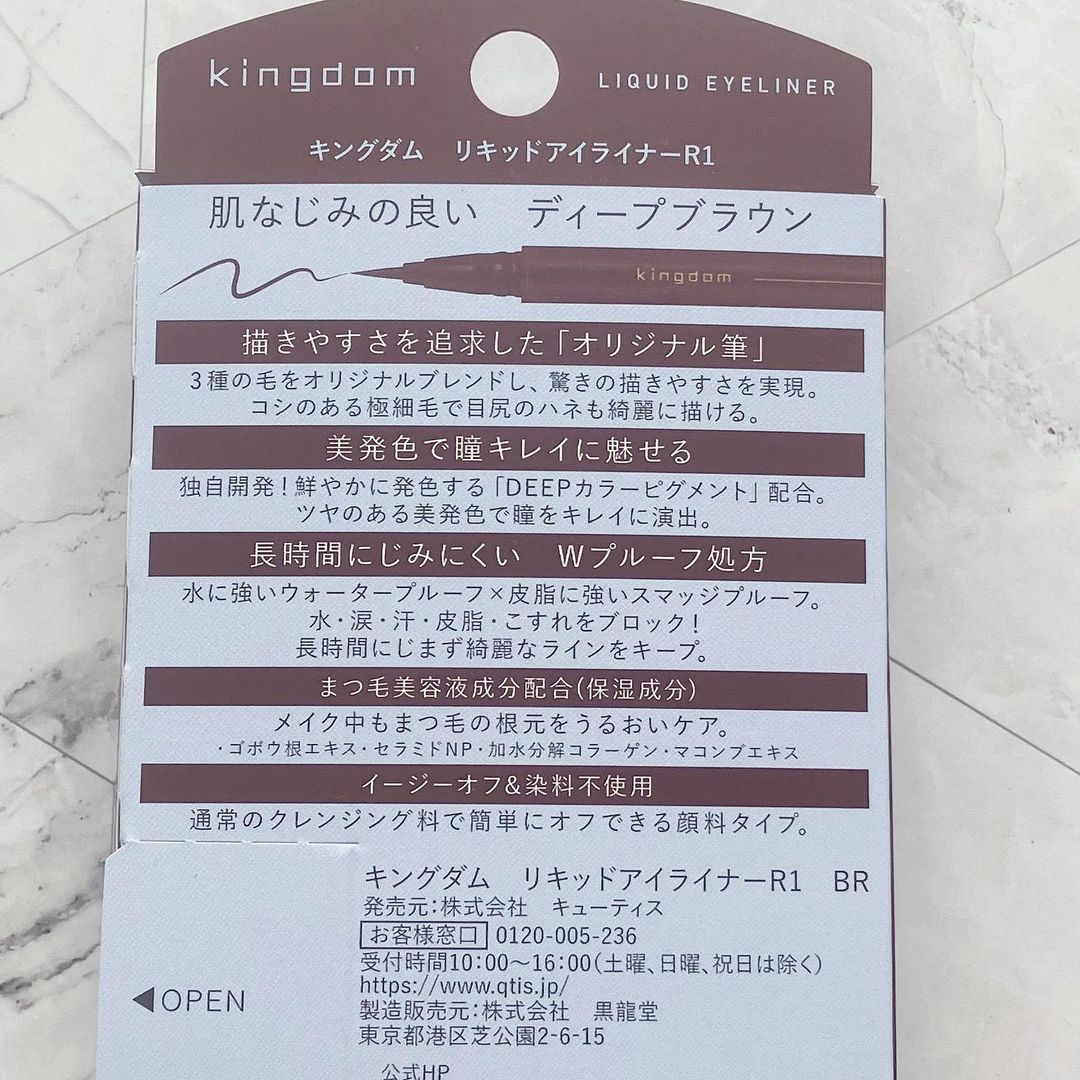 kingdom
LIQUID EYELINER
キングダム　リキッドアイライナーR1
肌なじみの良い　ディープブラウン
kingdom
描きやすさを追求した「オリジナル筆」
3種の毛をオリジナルブレンドし、驚きの描きやすさを実現。
コシのある極細毛で目尻のハネも綺麗に描ける。
美発色で瞳キレイに魅せる
独自開発！鮮やかに発色する「DEEPカラーピグメント」配合。
ツヤのある美発色で瞳をキレイに演出。
長時間にじみにくい　Wプルーフ処方
水に強いウォータープルーフ×皮脂に強いスマッジプルーフ。
水・涙・汗・皮脂・こすれをブロック！
長時間にじまず綺麗なラインをキープ。
まつ毛美容液成分配合(保湿成分)
メイク中もまつ毛の根元をうるおいケア。
・ゴボウ根エキス・セラミドNP・加水分解コラーゲン・マコンブエキス
イージーオフ&染料不使用
通常のクレンジング料で簡単にオフできる顔料タイプ。
キングダム　リキッドアイライナーR1　BR
発売元：株式会社　キューティス
お客様窓口 0120-005-236
受付時間10:00～16:00（土曜、日曜、祝日は除く）
https://www.qtis.jp/
製造販売元：株式会社　黒龍堂
東京都港区芝公園2-6-15
◀OPEN
公式HP